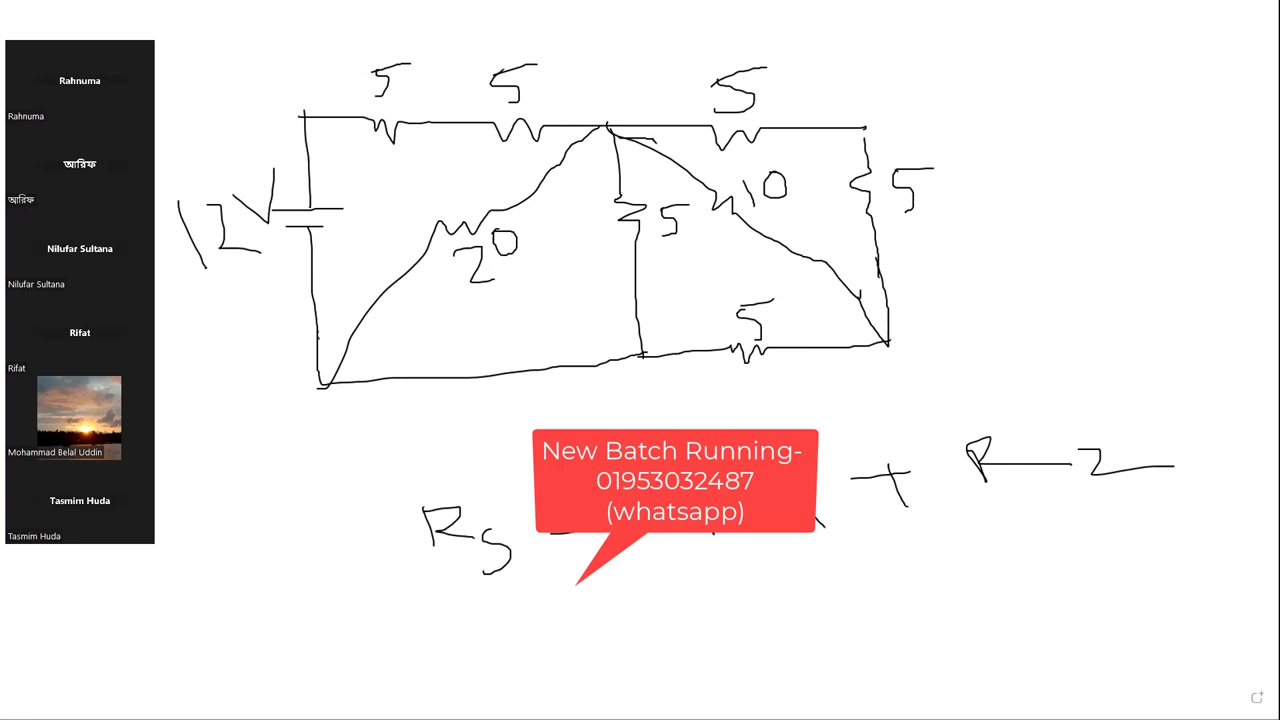 Rahnuma
Rahnuma
আরিফ
আরিফ
Nilufar Sultana
Nilufar Sultana
Rifat
Rifat
Mohammad Belal Uddin
Tasmim Huda
Tasmim Huda
5 5 5
12V
20
5
10
5
5
New Batch Running-
01953032487
(whatsapp)
Rs + R 2